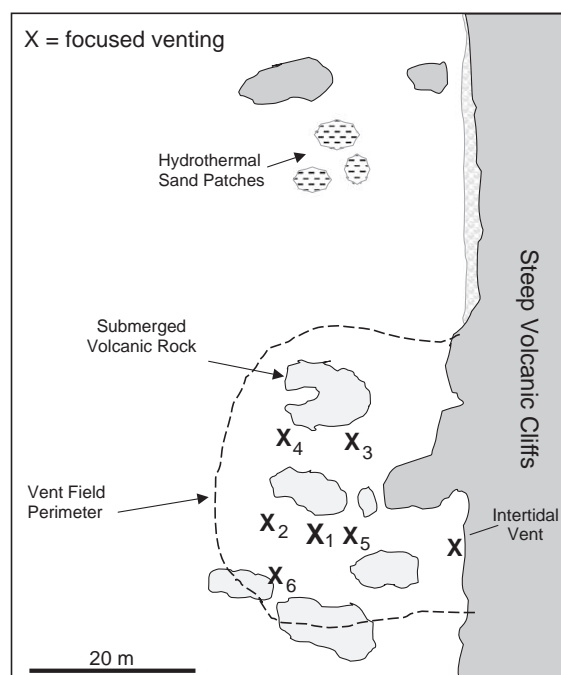 X = focused venting
Hydrothermal
Sand Patches
Steep Volcanic Cliffs
Submerged
Volcanic Rock
X4
X3
Vent Field
Perimeter
Intertidal
Vent
X2
X1
X5
X
X6
20 m